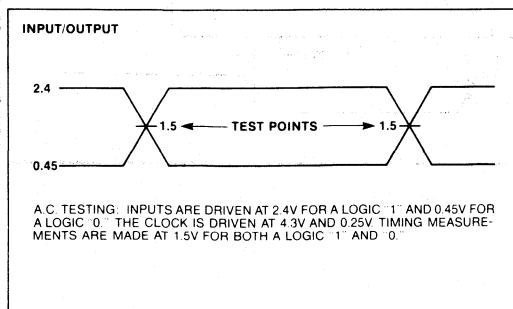 INPUT/OUTPUT
2.4
1.5 TEST POINTS 1.5
0.45
A.C. TESTING: INPUTS ARE DRIVEN AT 2.4V FOR A LOGIC "1" AND 0.45V FOR
A LOGIC "0." THE CLOCK IS DRIVEN AT 4.3V AND 0.25V. TIMING MEASURE-
MENTS ARE MADE AT 1.5V FOR BOTH A LOGIC "1" AND "0."